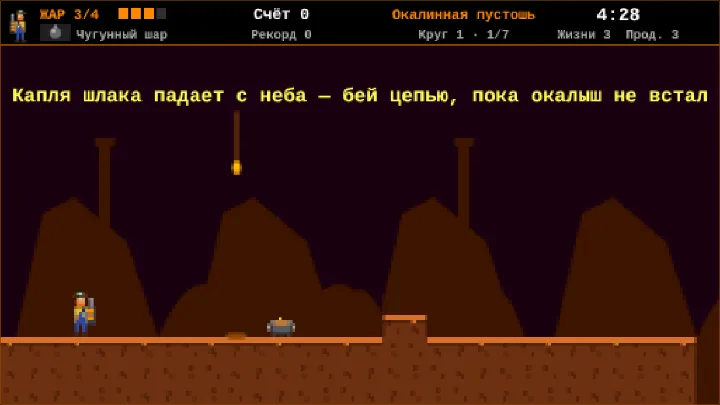 ЖАР 3/4 Счёт 0 Окалинная пустошь 4:28
Чугунный шар Рекорд 0 Круг 1 · 1/7 Жизни 3 Прод. 3
Капля шлака падает с неба — бей цепью, пока окалыш не встал